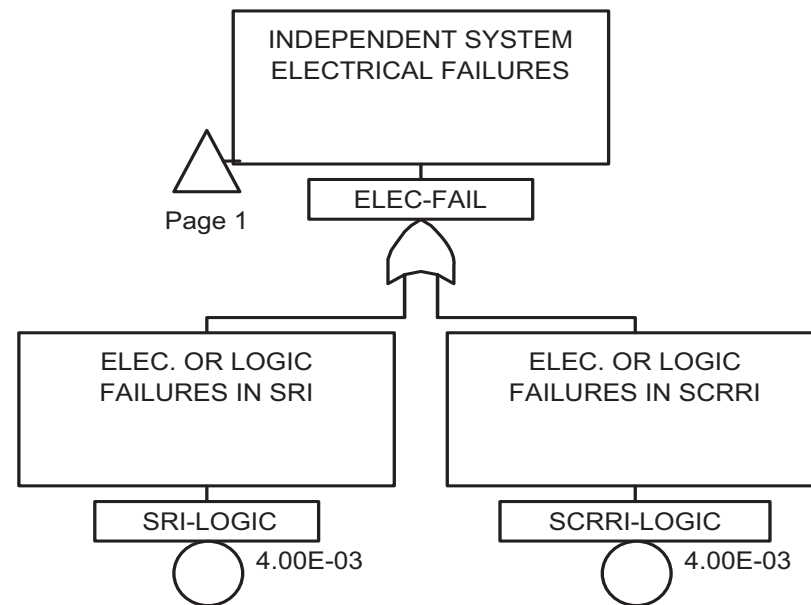 INDEPENDENT SYSTEM
ELECTRICAL FAILURES
Page 1
ELEC-FAIL
ELEC. OR LOGIC
FAILURES IN SRI
ELEC. OR LOGIC
FAILURES IN SCRRI
SRI-LOGIC
SCRRI-LOGIC
4.00E-03
4.00E-03